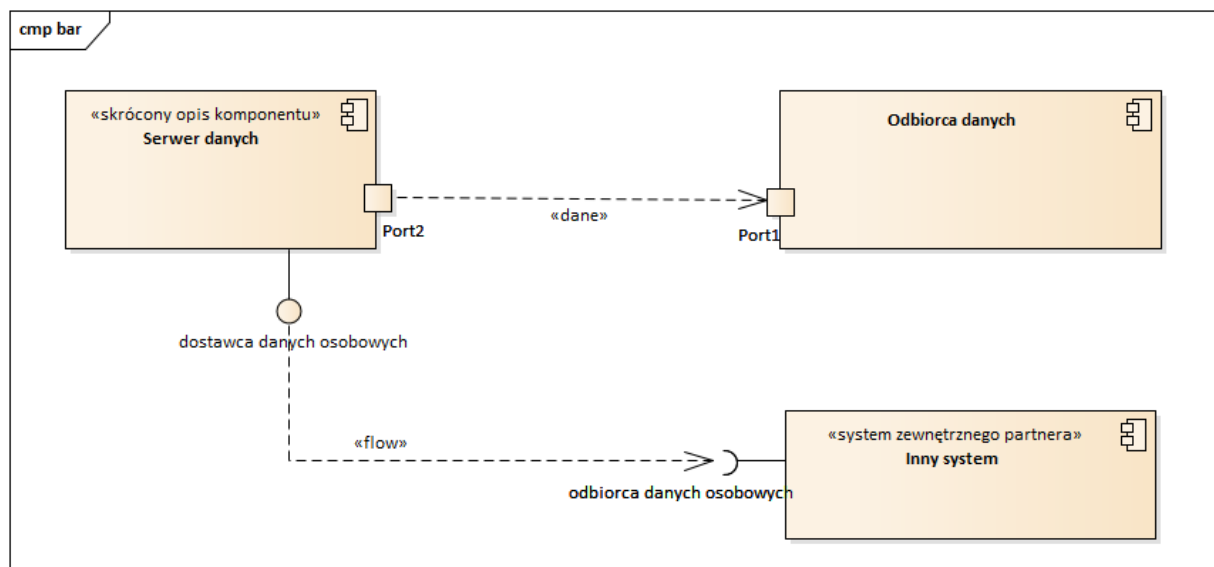 cmp bar
«skrócony opis komponentu»
Serwer danych
Odbiorca danych
«dane»
Port2
Port1
dostawca danych osobowych
«flow»
«system zewnętrznego partnera»
Inny system
odbiorca danych osobowych